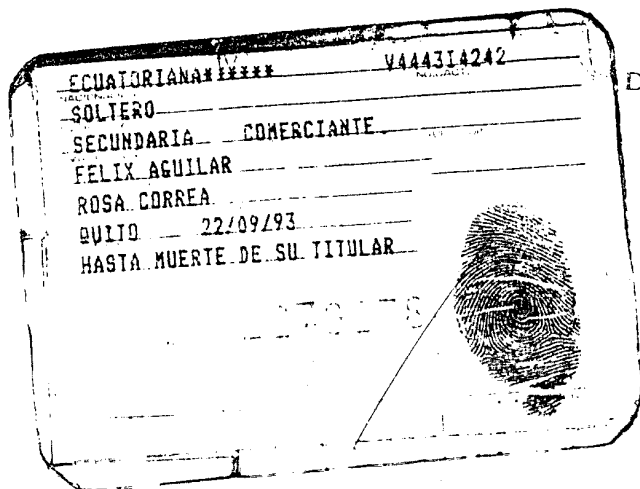 ECUATORIANA****** V4443I4242
SOLTERO
SECUNDARIA COMERCIANTE
FELIX AGUILAR
ROSA CORREA
QUITO 22/09/93
HASTA MUERTE DE SU TITULAR